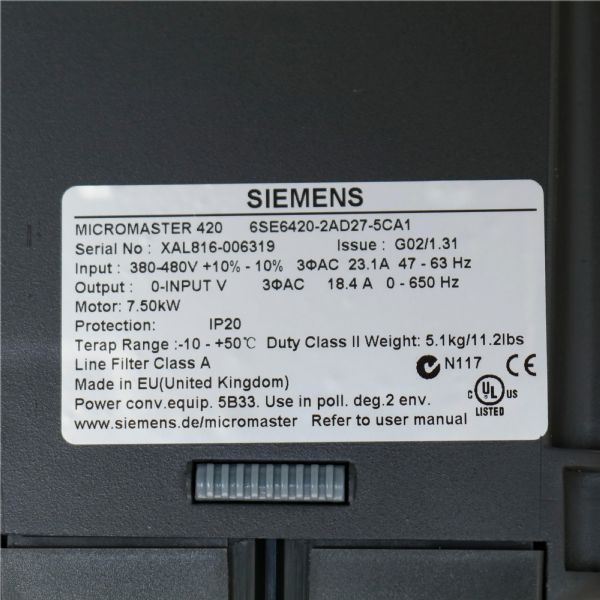 SIEMENS
MICROMASTER 420 6SE6420-2AD27-5CA1
Serial No : XAL816-006319 Issue : G02/1.31
Input : 380-480V +10% - 10% 3ΦAC 23.1A 47 - 63 Hz
Output : 0-INPUT V 3ΦAC 18.4 A 0 - 650 Hz
Motor: 7.50kW
Protection: IP20
Terap Range :-10 - +50℃ Duty Class II Weight: 5.1kg/11.2lbs
Line Filter Class A N117 CE
Made in EU(United Kingdom)
Power conv.equip. 5B33. Use in poll. deg.2 env. C UL US
LISTED
www.siemens.de/micromaster Refer to user manual